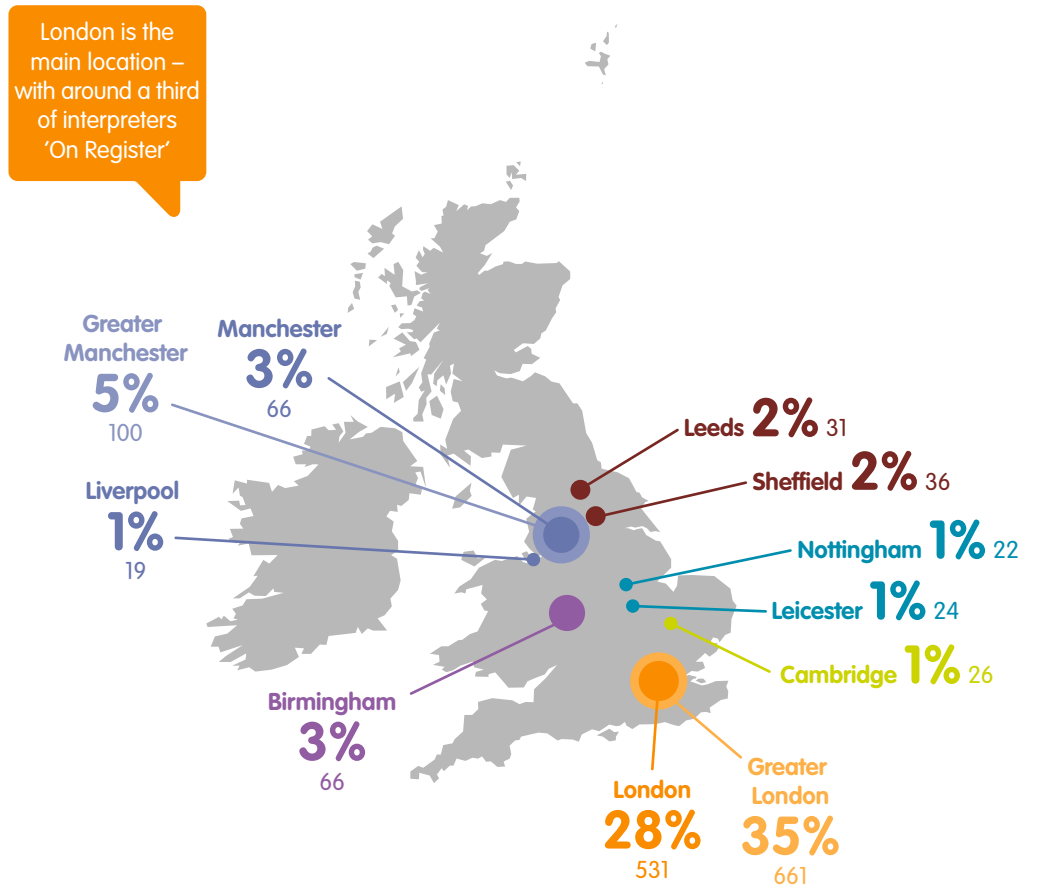 London is the
main location –
with around a third
of interpreters
‘On Register’
Greater
Manchester
5%
100
Manchester
3%
66
Liverpool
1%
19
Leeds 2% 31
Sheffield 2% 36
Nottingham 1% 22
Leicester 1% 24
Cambridge 1% 26
Birmingham
3%
66
London
28%
531
Greater
London
35%
661